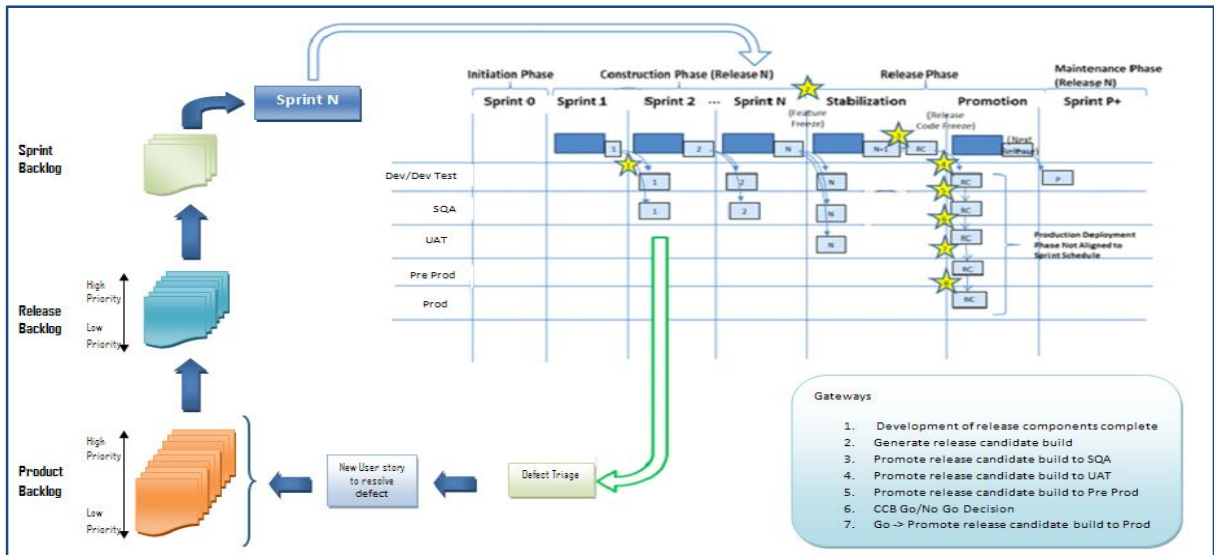 Sprint N
Initiation Phase
Construction Phase (Release N)
Release Phase
Maintenance Phase
(Release N)
Sprint 0
Sprint 1
Sprint 2
...
Sprint N
Stabilization
Promotion
Sprint P+
2
(Feature
Freeze)
(Release
Code Freeze)
(Next
Release)
1
2
N
N+1
RC
Dev/Dev Test
1
2
N
RC
P
SQA
1
2
N
RC
UAT
N
RC
Pre Prod
RC
Prod
RC
Production Deployment
Phase Not Aligned to
Sprint Schedule
Sprint
Backlog
Release
Backlog
High
Priority
Low
Priority
Product
Backlog
High
Priority
Low
Priority
New User story
to resolve
defect
Defect Triage
Gateways
1. Development of release components complete
2. Generate release candidate build
3. Promote release candidate build to SQA
4. Promote release candidate build to UAT
5. Promote release candidate build to Pre Prod
6. CCB Go/No Go Decision
7. Go -> Promote release candidate build to Prod